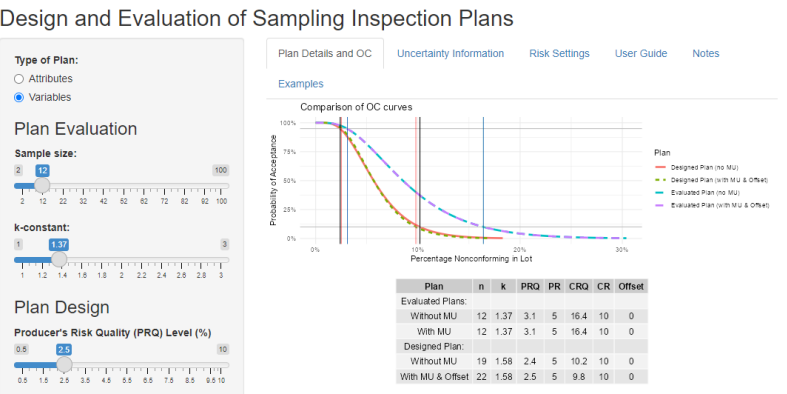 Design and Evaluation of Sampling Inspection Plans
Type of Plan:
Attributes
Variables
Plan Evaluation
Sample size:
2 12 100
2 12 22 32 42 52 62 72 82 92 100
k-constant:
1 1.37 3
1 1.2 1.4 1.6 1.8 2 2.2 2.4 2.6 2.8 3
Plan Design
Producer's Risk Quality (PRQ) Level (%)
0.5 2.5 10
0.5 1.5 2.5 3.5 4.5 5.5 6.5 7.5 8.5 9.5 10
Plan Details and OC Uncertainty Information Risk Settings User Guide Notes
Examples
Comparison of OC curves
Probability of Acceptance
100%
75%
50%
25%
0%
0% 10% 20% 30%
Percentage Nonconforming in Lot
Plan
Designed Plan (no MU)
Designed Plan (with MU & Offset)
Evaluated Plan (no MU)
Evaluated Plan (with MU & Offset)
Plan n k PRQ PR CRQ CR Offset
Evaluated Plans:
Without MU 12 1.37 3.1 5 16.4 10 0
With MU 12 1.37 3.1 5 16.4 10 0
Designed Plan:
Without MU 19 1.58 2.4 5 10.2 10 0
With MU & Offset 22 1.58 2.5 5 9.8 10 0